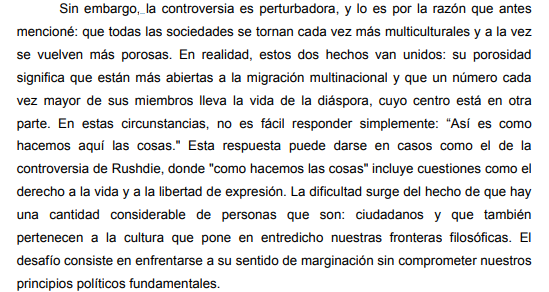 Sin embargo, la controversia es perturbadora, y lo es por la razón que antes
mencioné: que todas las sociedades se tornan cada vez más multiculturales y a la vez
se vuelven más porosas. En realidad, estos dos hechos van unidos: su porosidad
significa que están más abiertas a la migración multinacional y que un número cada
vez mayor de sus miembros lleva la vida de la diáspora, cuyo centro está en otra
parte. En estas circunstancias, no es fácil responder simplemente: “Así es como
hacemos aquí las cosas." Esta respuesta puede darse en casos como el de la
controversia de Rushdie, donde "como hacemos las cosas" incluye cuestiones como el
derecho a la vida y a la libertad de expresión. La dificultad surge del hecho de que hay
una cantidad considerable de personas que son: ciudadanos y que también
pertenecen a la cultura que pone en entredicho nuestras fronteras filosóficas. El
desafío consiste en enfrentarse a su sentido de marginación sin comprometer nuestros
principios políticos fundamentales.